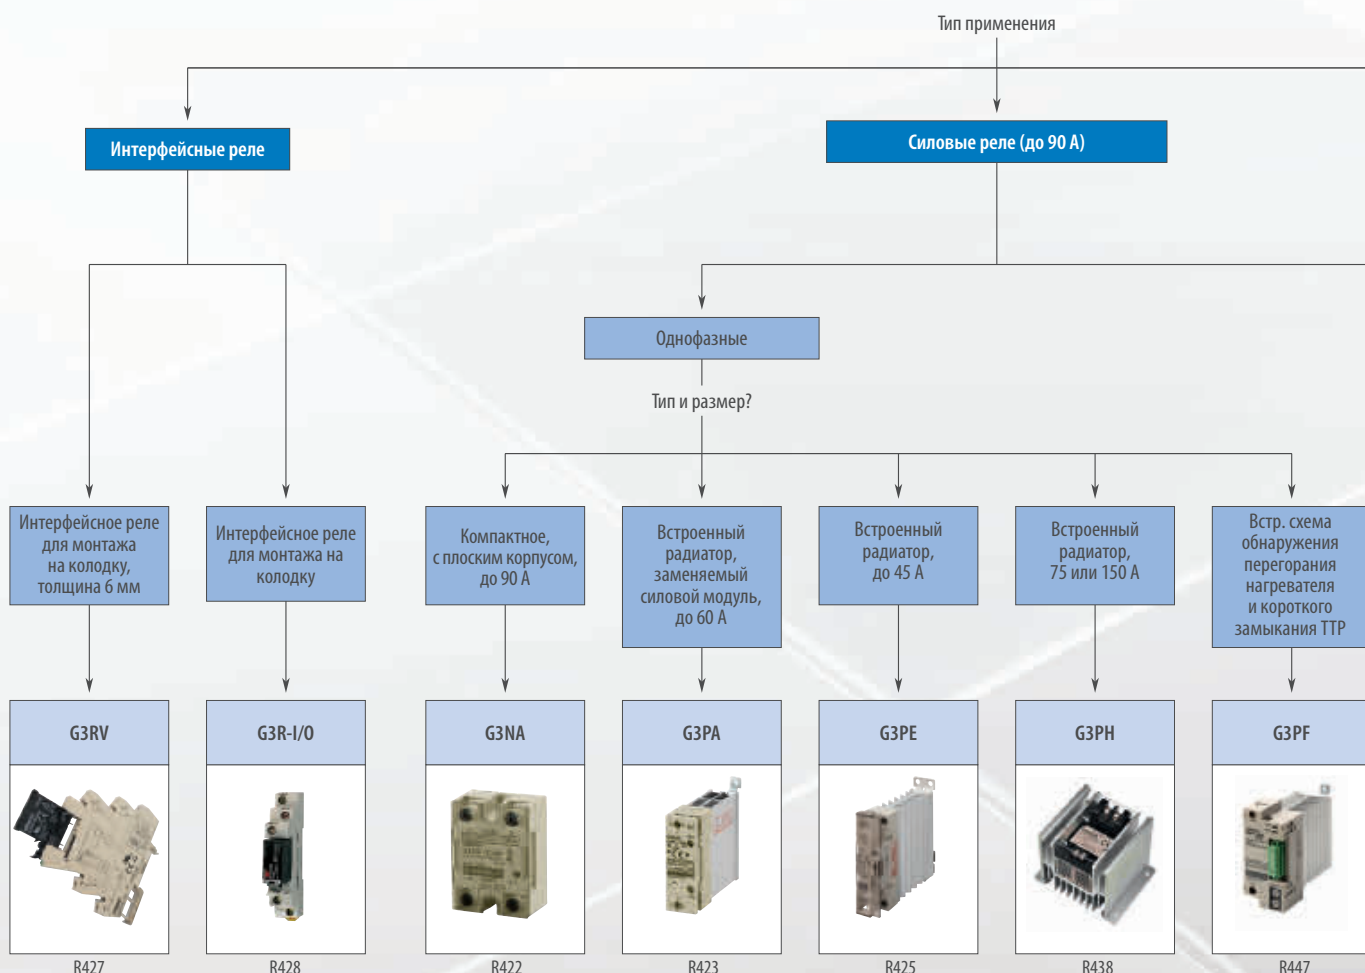 Тип применения
Интерфейсные реле
Силовые реле (до 90 А)
Однофазные
Тип и размер?
Интерфейсное реле
для монтажа
на колодку,
толщина 6 мм
Интерфейсное реле
для монтажа на
колодку
Компактное,
с плоским корпусом,
до 90 А
Встроенный
радиатор,
заменяемый
силовой модуль,
до 60 А
Встроенный
радиатор,
до 45 А
Встроенный
радиатор,
75 или 150 А
Встр. схема
обнаружения
перегорания
нагревателя
и короткого
замыкания ТТР
G3RV
G3R-I/O
G3NA
G3PA
G3PE
G3PH
G3PF
R427
R428
R422
R423
R425
R438
R447